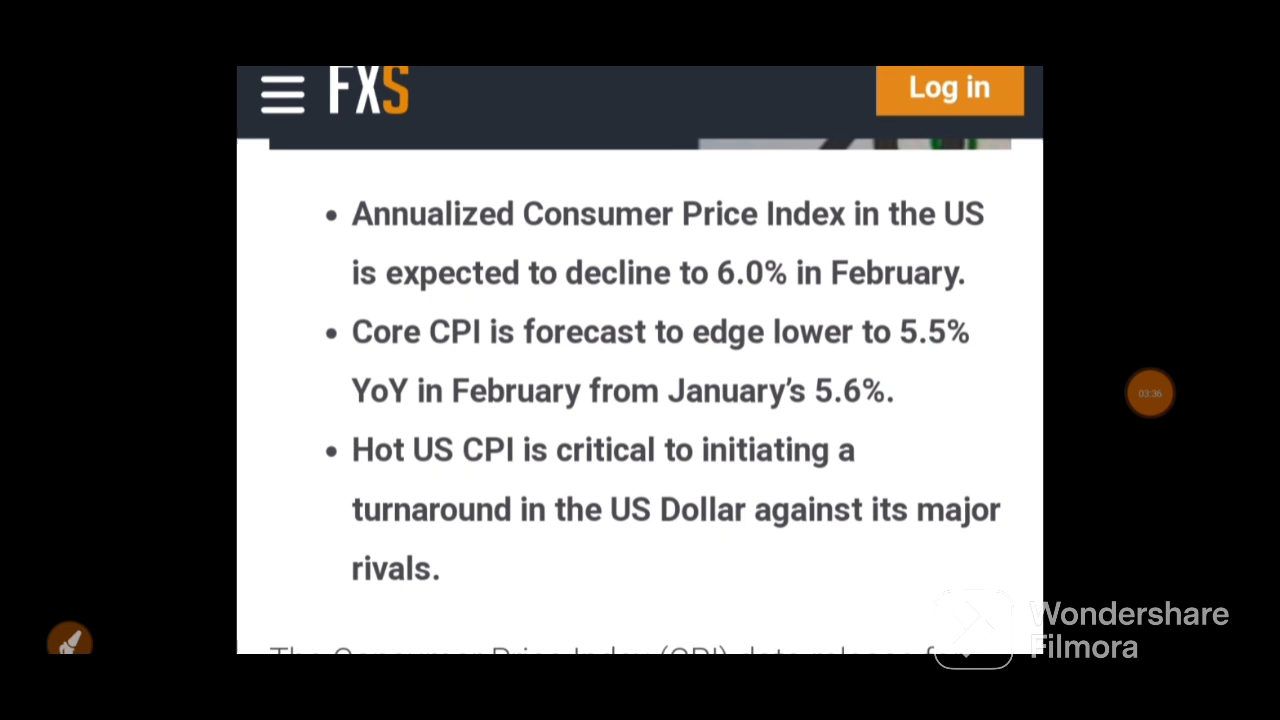 FXS
Log in
• Annualized Consumer Price Index in the US
is expected to decline to 6.0% in February.
• Core CPI is forecast to edge lower to 5.5%
YoY in February from January’s 5.6%.
• Hot US CPI is critical to initiating a
turnaround in the US Dollar against its major
rivals.
03:36
Wondershare
Filmora